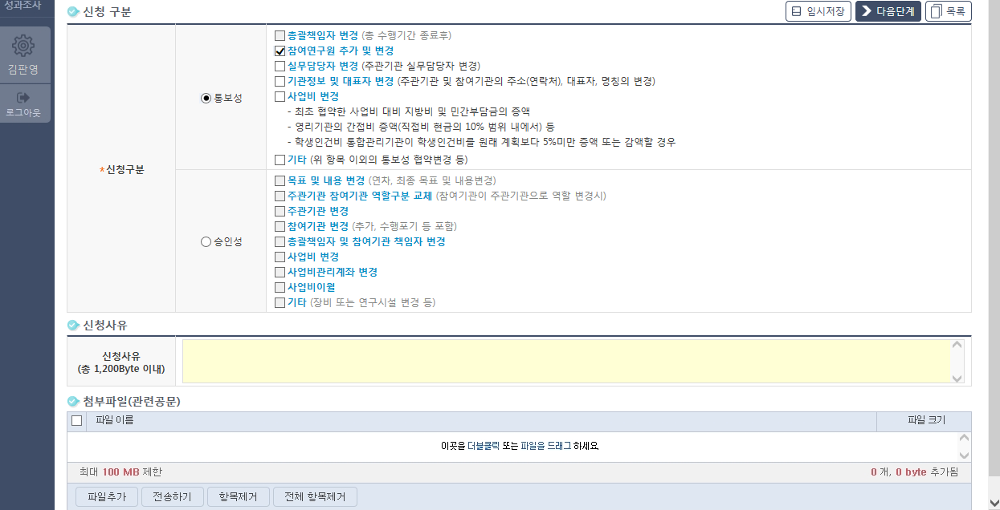 성과조사
김판영
로그아웃
신청 구분
임시저장 다음단계 목록
*신청구분
통보성
총괄책임자 변경 (총 수행기간 종료후)
참여연구원 추가 및 변경
실무담당자 변경 (주관기관 실무담당자 변경)
기관정보 및 대표자 변경 (주관기관 및 참여기관의 주소(연락처), 대표자, 명칭의 변경)
사업비 변경
- 최초 협약한 사업비 대비 지방비 및 민간부담금의 증액
- 영리기관의 간접비 증액(직접비 현금의 10% 범위 내에서) 등
- 학생인건비 통합관리기관이 학생인건비를 원래 계획보다 5%미만 증액 또는 감액할 경우
기타 (위 항목 이외의 통보성 협약변경 등)
승인성
목표 및 내용 변경 (연차, 최종 목표 및 내용변경)
주관기관 참여기관 역할구분 교체 (참여기관이 주관기관으로 역할 변경시)
주관기관 변경
참여기관 변경 (추가, 수행포기 등 포함)
총괄책임자 및 참여기관 책임자 변경
사업비 변경
사업비관리계좌 변경
사업비이월
기타 (장비 또는 연구시설 변경 등)
신청사유
신청사유
(총 1,200Byte 이내)
첨부파일(관련공문)
파일 이름 파일 크기
이곳을 더블클릭 또는 파일을 드래그 하세요.
최대 100 MB 제한 0 개, 0 byte 추가됨
파일추가 전송하기 항목제거 전체 항목제거